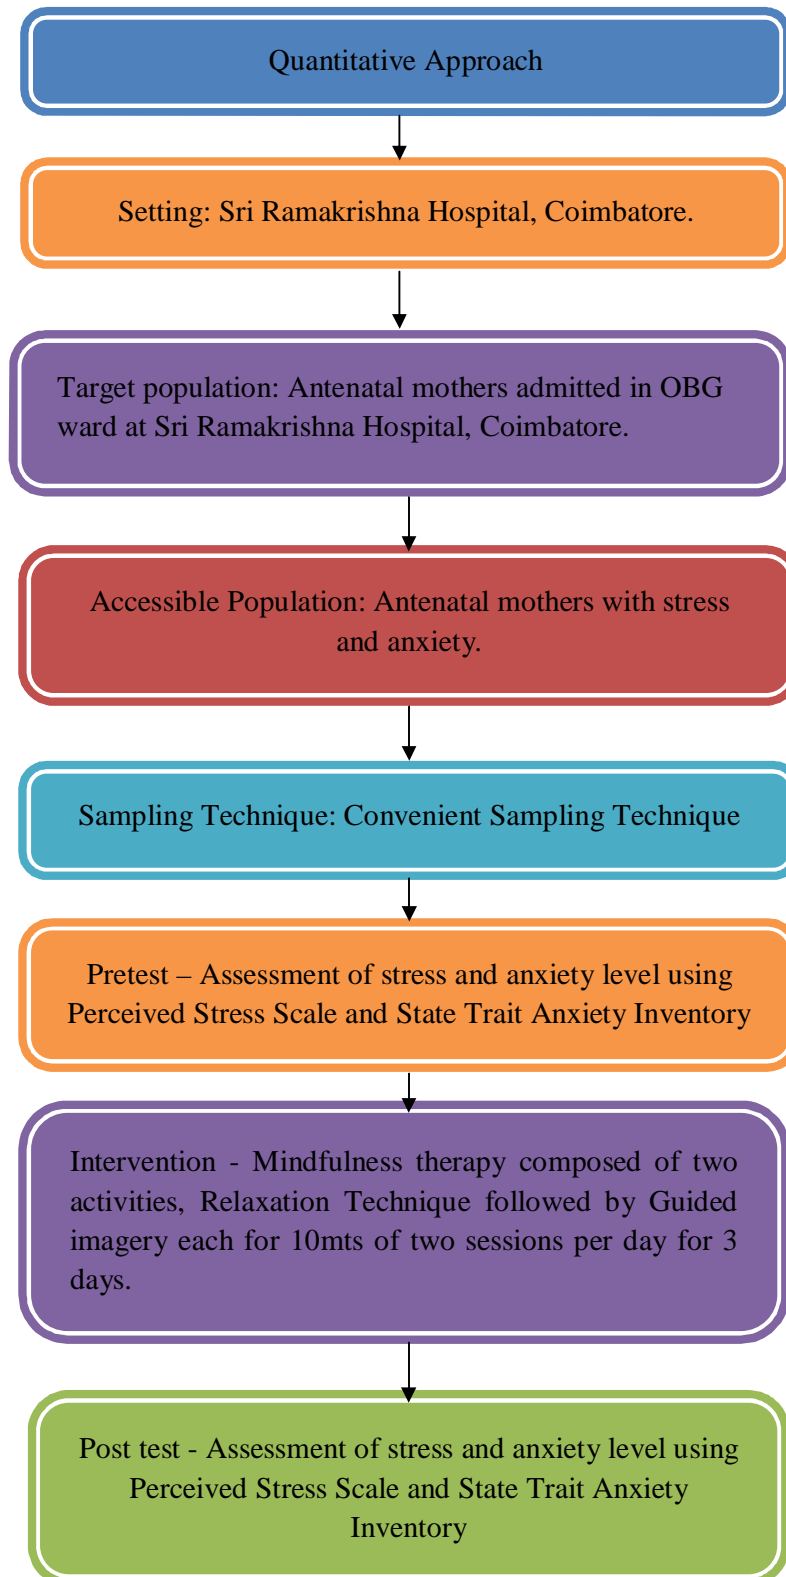 Quantitative Approach
Setting: Sri Ramakrishna Hospital, Coimbatore.
Target population: Antenatal mothers admitted in OBG
ward at Sri Ramakrishna Hospital, Coimbatore.
Accessible Population: Antenatal mothers with stress
and anxiety.
Sampling Technique: Convenient Sampling Technique
Pretest – Assessment of stress and anxiety level using
Perceived Stress Scale and State Trait Anxiety Inventory
Intervention - Mindfulness therapy composed of two
activities, Relaxation Technique followed by Guided
imagery each for 10mts of two sessions per day for 3
days.
Post test - Assessment of stress and anxiety level using
Perceived Stress Scale and State Trait Anxiety
Inventory